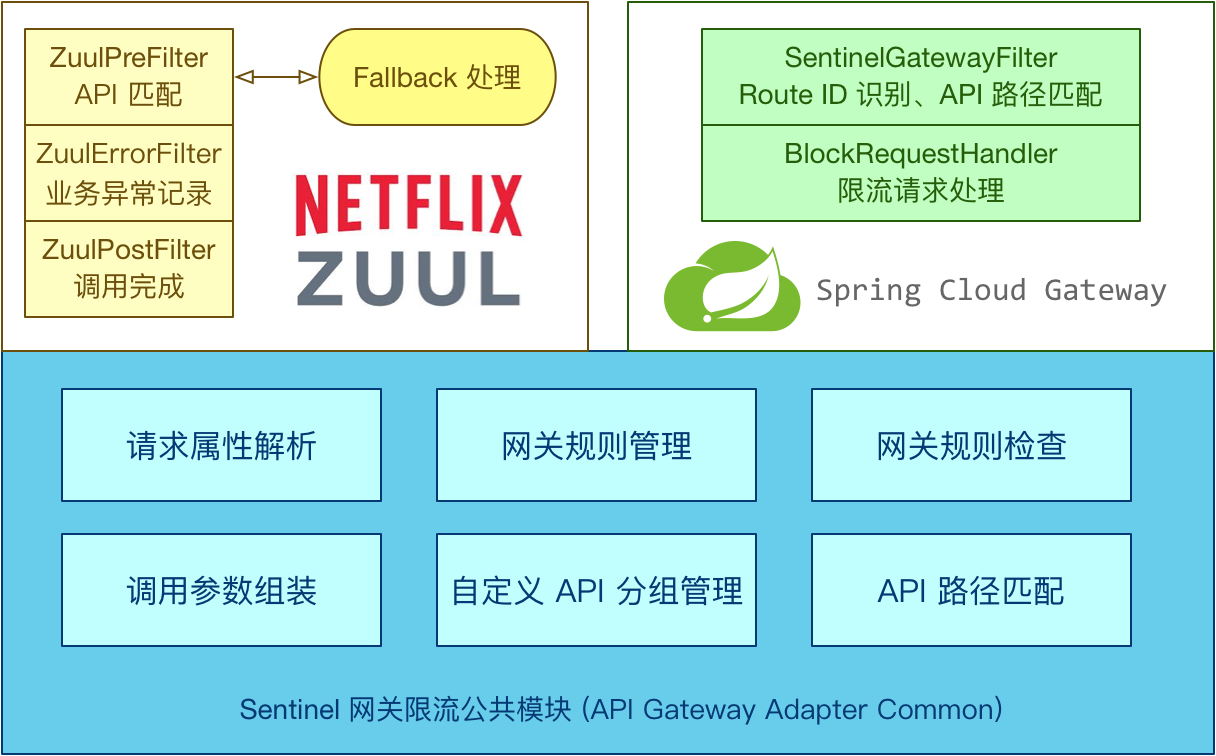 ZuulPreFilter
API 匹配
Fallback 处理
ZuulErrorFilter
业务异常记录
ZuulPostFilter
调用完成
NETFLIX
ZUUL
SentinelGatewayFilter
Route ID 识别、API 路径匹配
BlockRequestHandler
限流请求处理
Spring Cloud Gateway
请求属性解析
网关规则管理
网关规则检查
调用参数组装
自定义 API 分组管理
API 路径匹配
Sentinel 网关限流公共模块 (API Gateway Adapter Common)